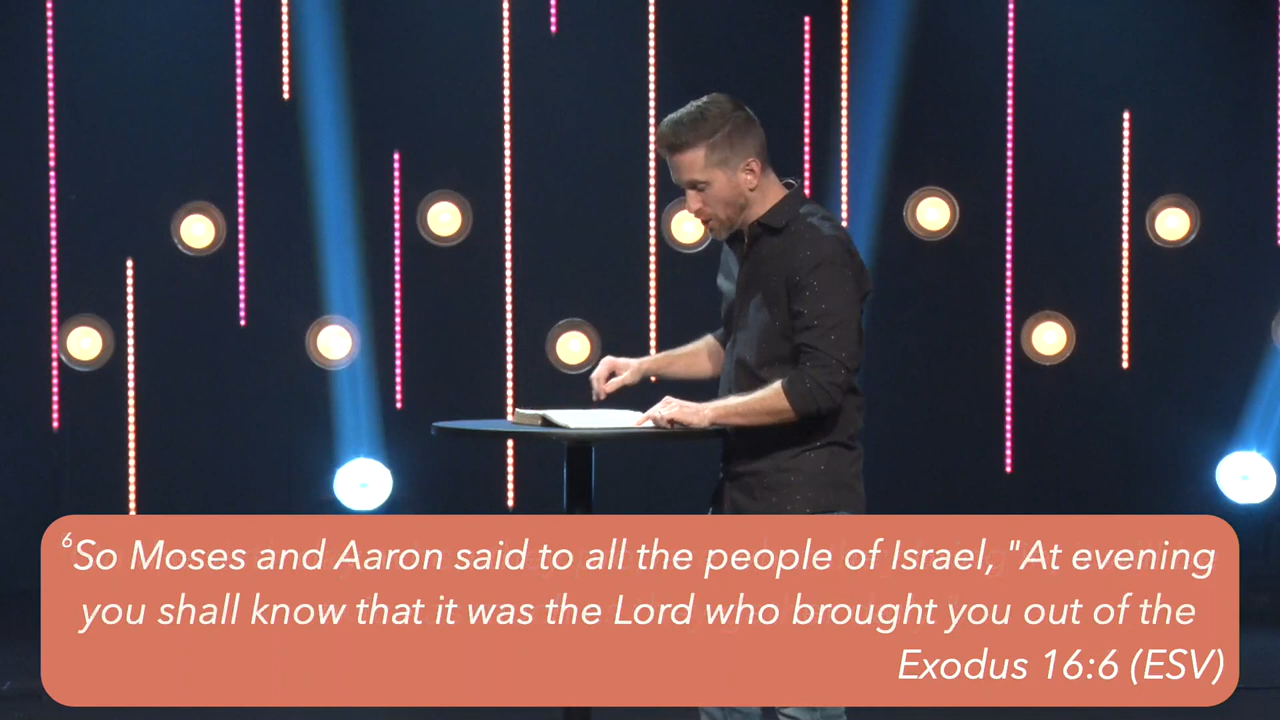 ⁶So Moses and Aaron said to all the people of Israel, "At evening
you shall know that it was the Lord who brought you out of the
Exodus 16:6 (ESV)